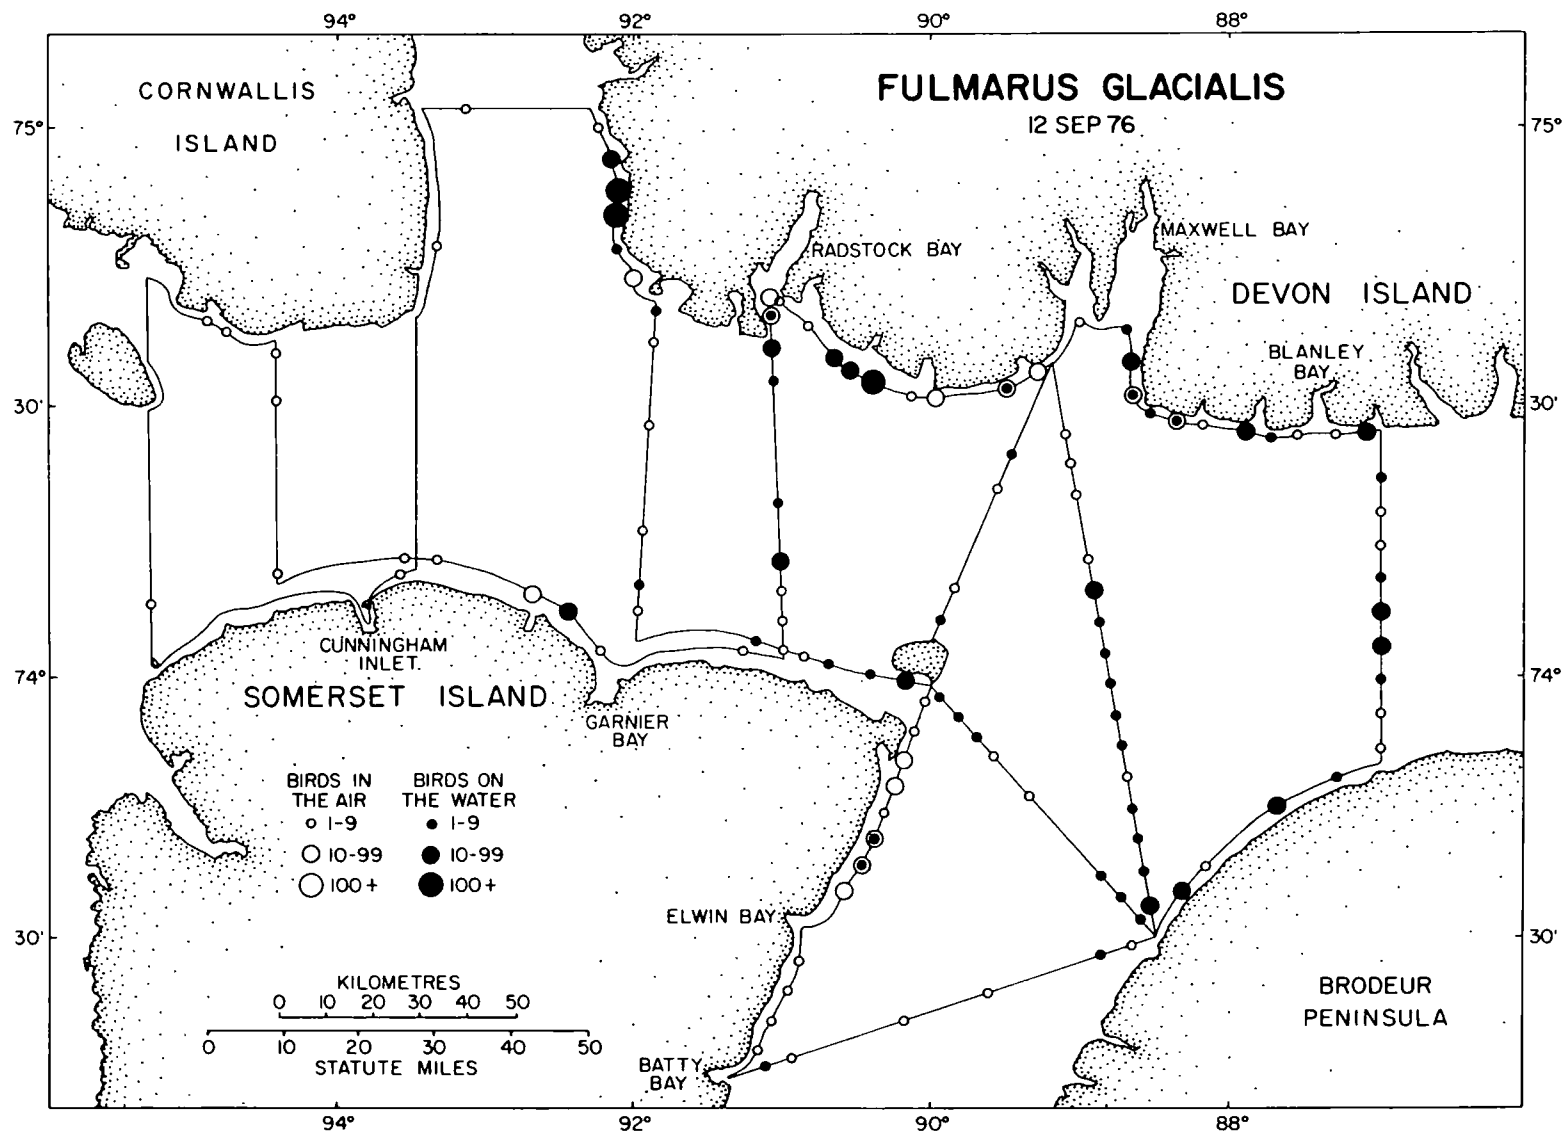 94° 92° 90° 88°
CORNWALLIS
ISLAND
FULMARUS GLACIALIS
12 SEP 76
75° 75°
MAXWELL BAY
RADSTOCK BAY
DEVON ISLAND
BLANLEY
BAY
30' 30'
CUNNINGHAM
INLET.
74° 74°
SOMERSET ISLAND
GARNIER
BAY
BIRDS IN
THE AIR
1-9
10-99
100+
BIRDS ON
THE WATER
1-9
10-99
100+
ELWIN BAY
30' 30'
KILOMETRES
0 10 20 30 40 50
0 10 20 30 40 50
STATUTE MILES
BRODEUR
PENINSULA
BATTY
BAY
94° 92° 90° 88°